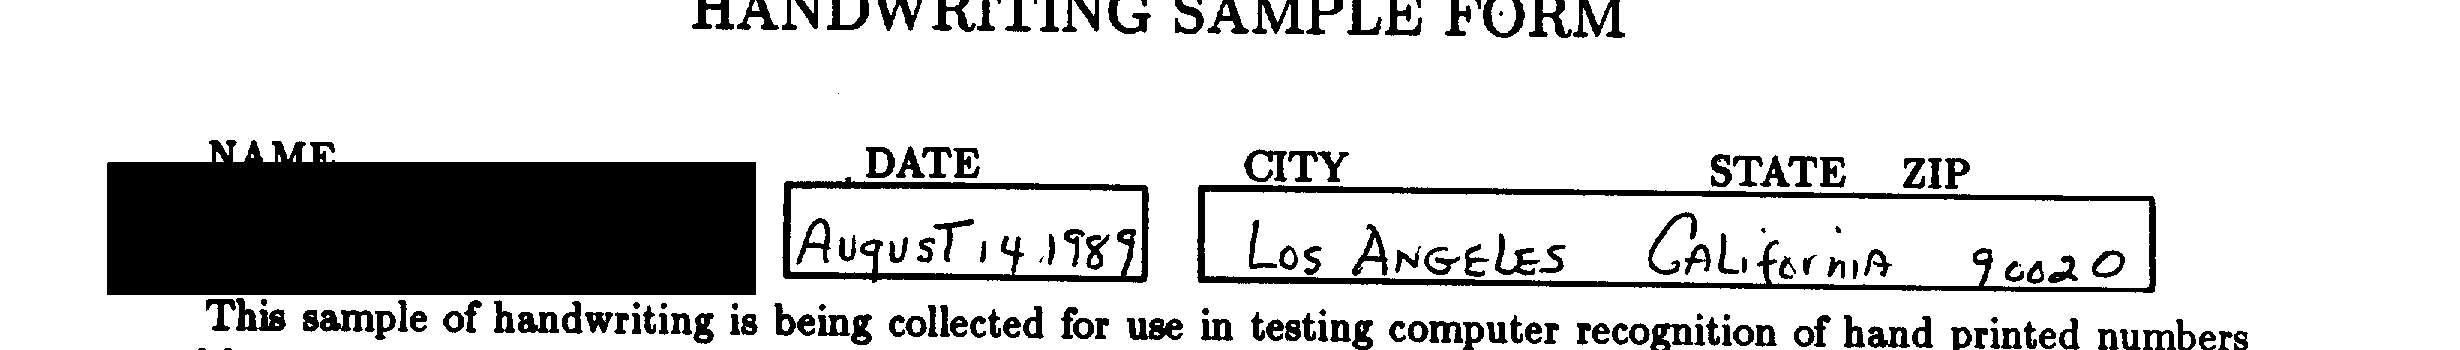 HANDWRITING SAMPLE FORM
NAME DATE CITY STATE ZIP
August 14 1989 Los Angeles California 90020
This sample of handwriting is being collected for use in testing computer recognition of hand printed numbers